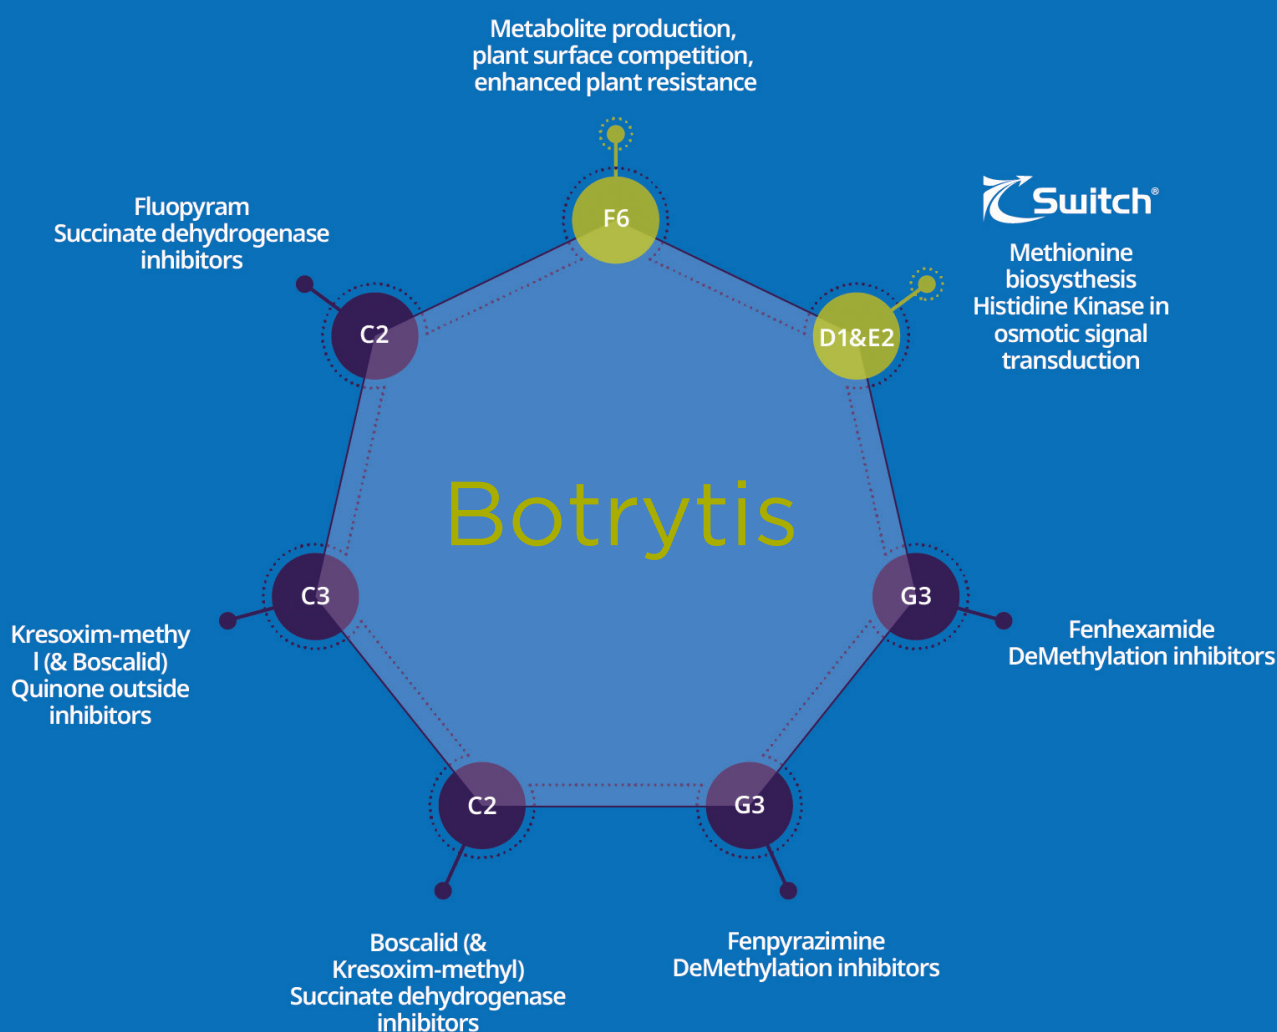 Metabolite production,
plant surface competition,
enhanced plant resistance
F6
Switch®
Methionine
biosysthesis
Histidine Kinase in
osmotic signal
transduction
D1&E2
Fluopyram
Succinate dehydrogenase
inhibitors
C2
Botrytis
C3
Kresoxim-methy
l (& Boscalid)
Quinone outside
inhibitors
G3
Fenhexamide
DeMethylation inhibitors
C2
Boscalid (&
Kresoxim-methyl)
Succinate dehydrogenase
inhibitors
G3
Fenpyrazimine
DeMethylation inhibitors